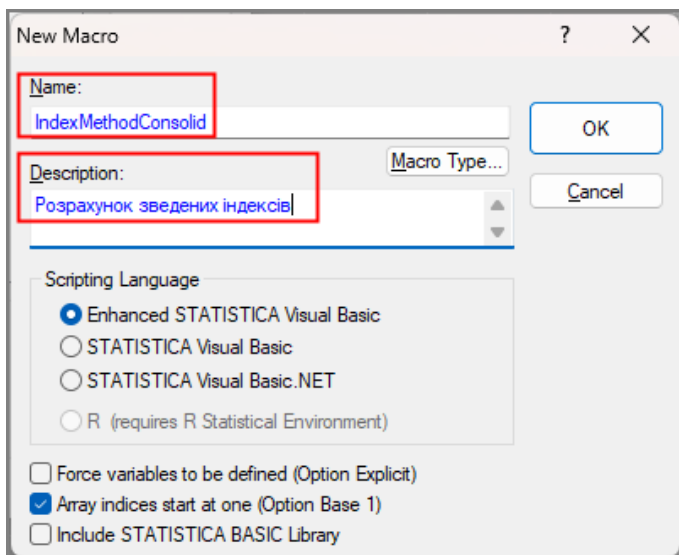 New Macro
Name:
IndexMethodConsolid
OK
Macro Type...
Description:
Cancel
Розрахунок зведених індексів
Scripting Language
Enhanced STATISTICA Visual Basic
STATISTICA Visual Basic
STATISTICA Visual Basic.NET
R (requires R Statistical Environment)
Force variables to be defined (Option Explicit)
Array indices start at one (Option Base 1)
Include STATISTICA BASIC Library